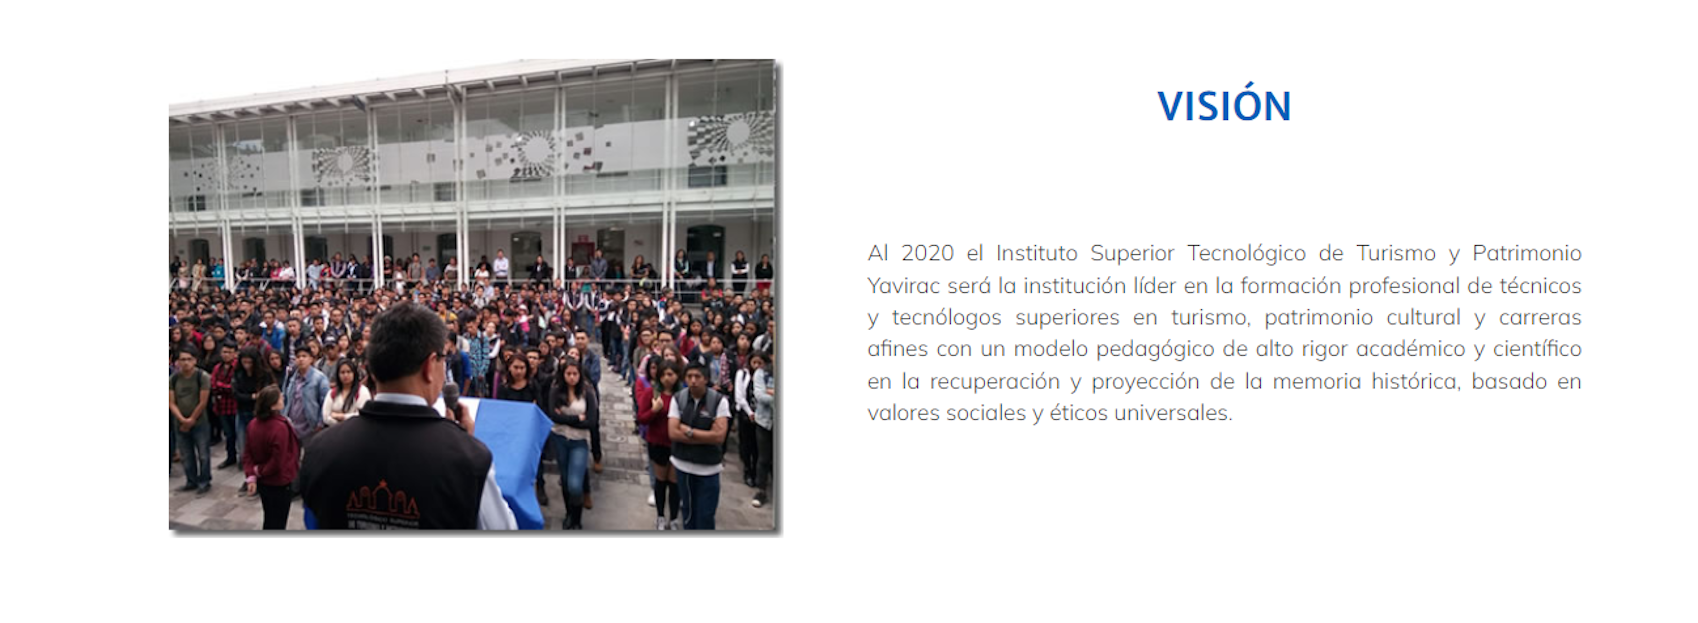 VISIÓN
Al 2020 el Instituto Superior Tecnológico de Turismo y Patrimonio
Yavirac será la institución líder en la formación profesional de técnicos
y tecnólogos superiores en turismo, patrimonio cultural y carreras
afines con un modelo pedagógico de alto rigor académico y científico
en la recuperación y proyección de la memoria histórica, basado en
valores sociales y éticos universales.